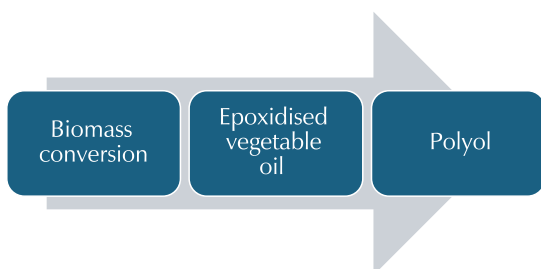 Biomass
conversion
Epoxidised
vegetable
oil
Polyol